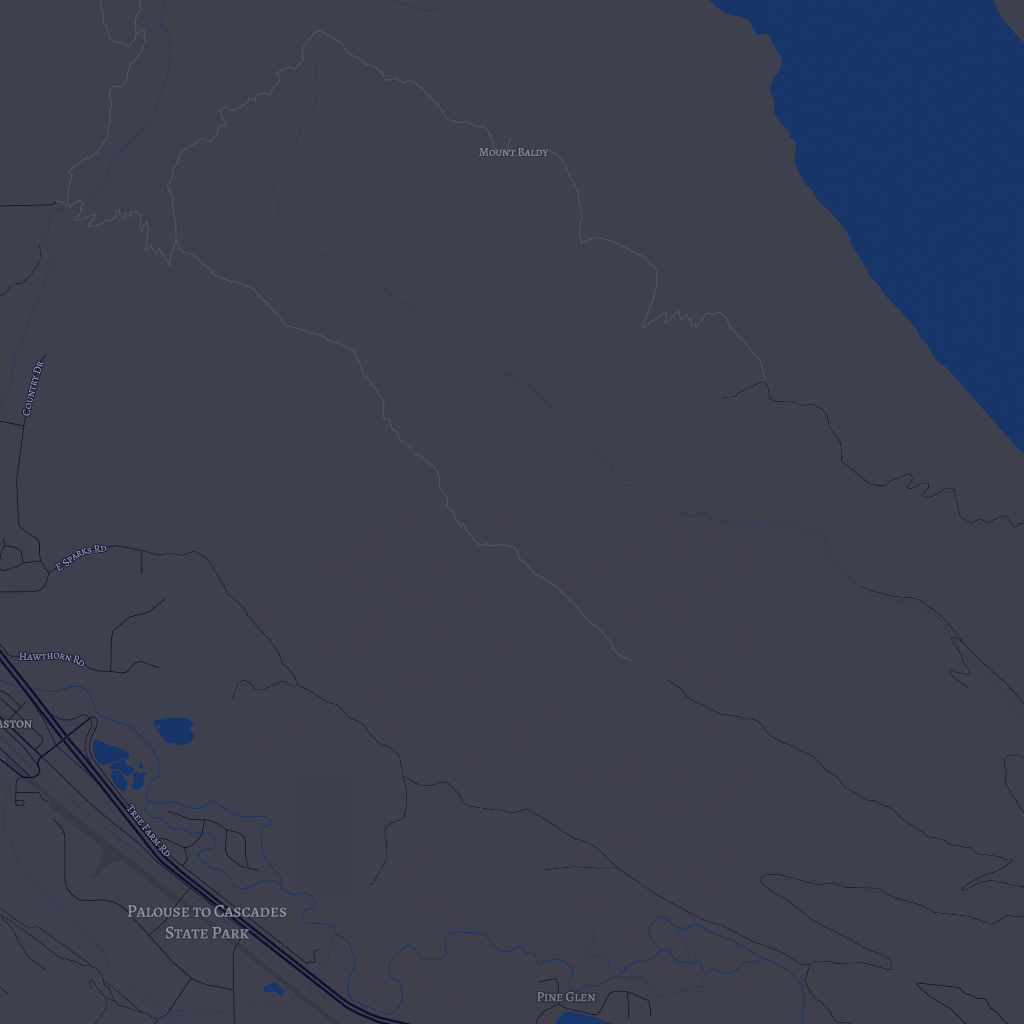 Mount Baldy
Country Dr
E Sparks Rd
Hawthorn Rd
aston
Tree Farm Rd
Palouse to Cascades
State Park
Pine Glen